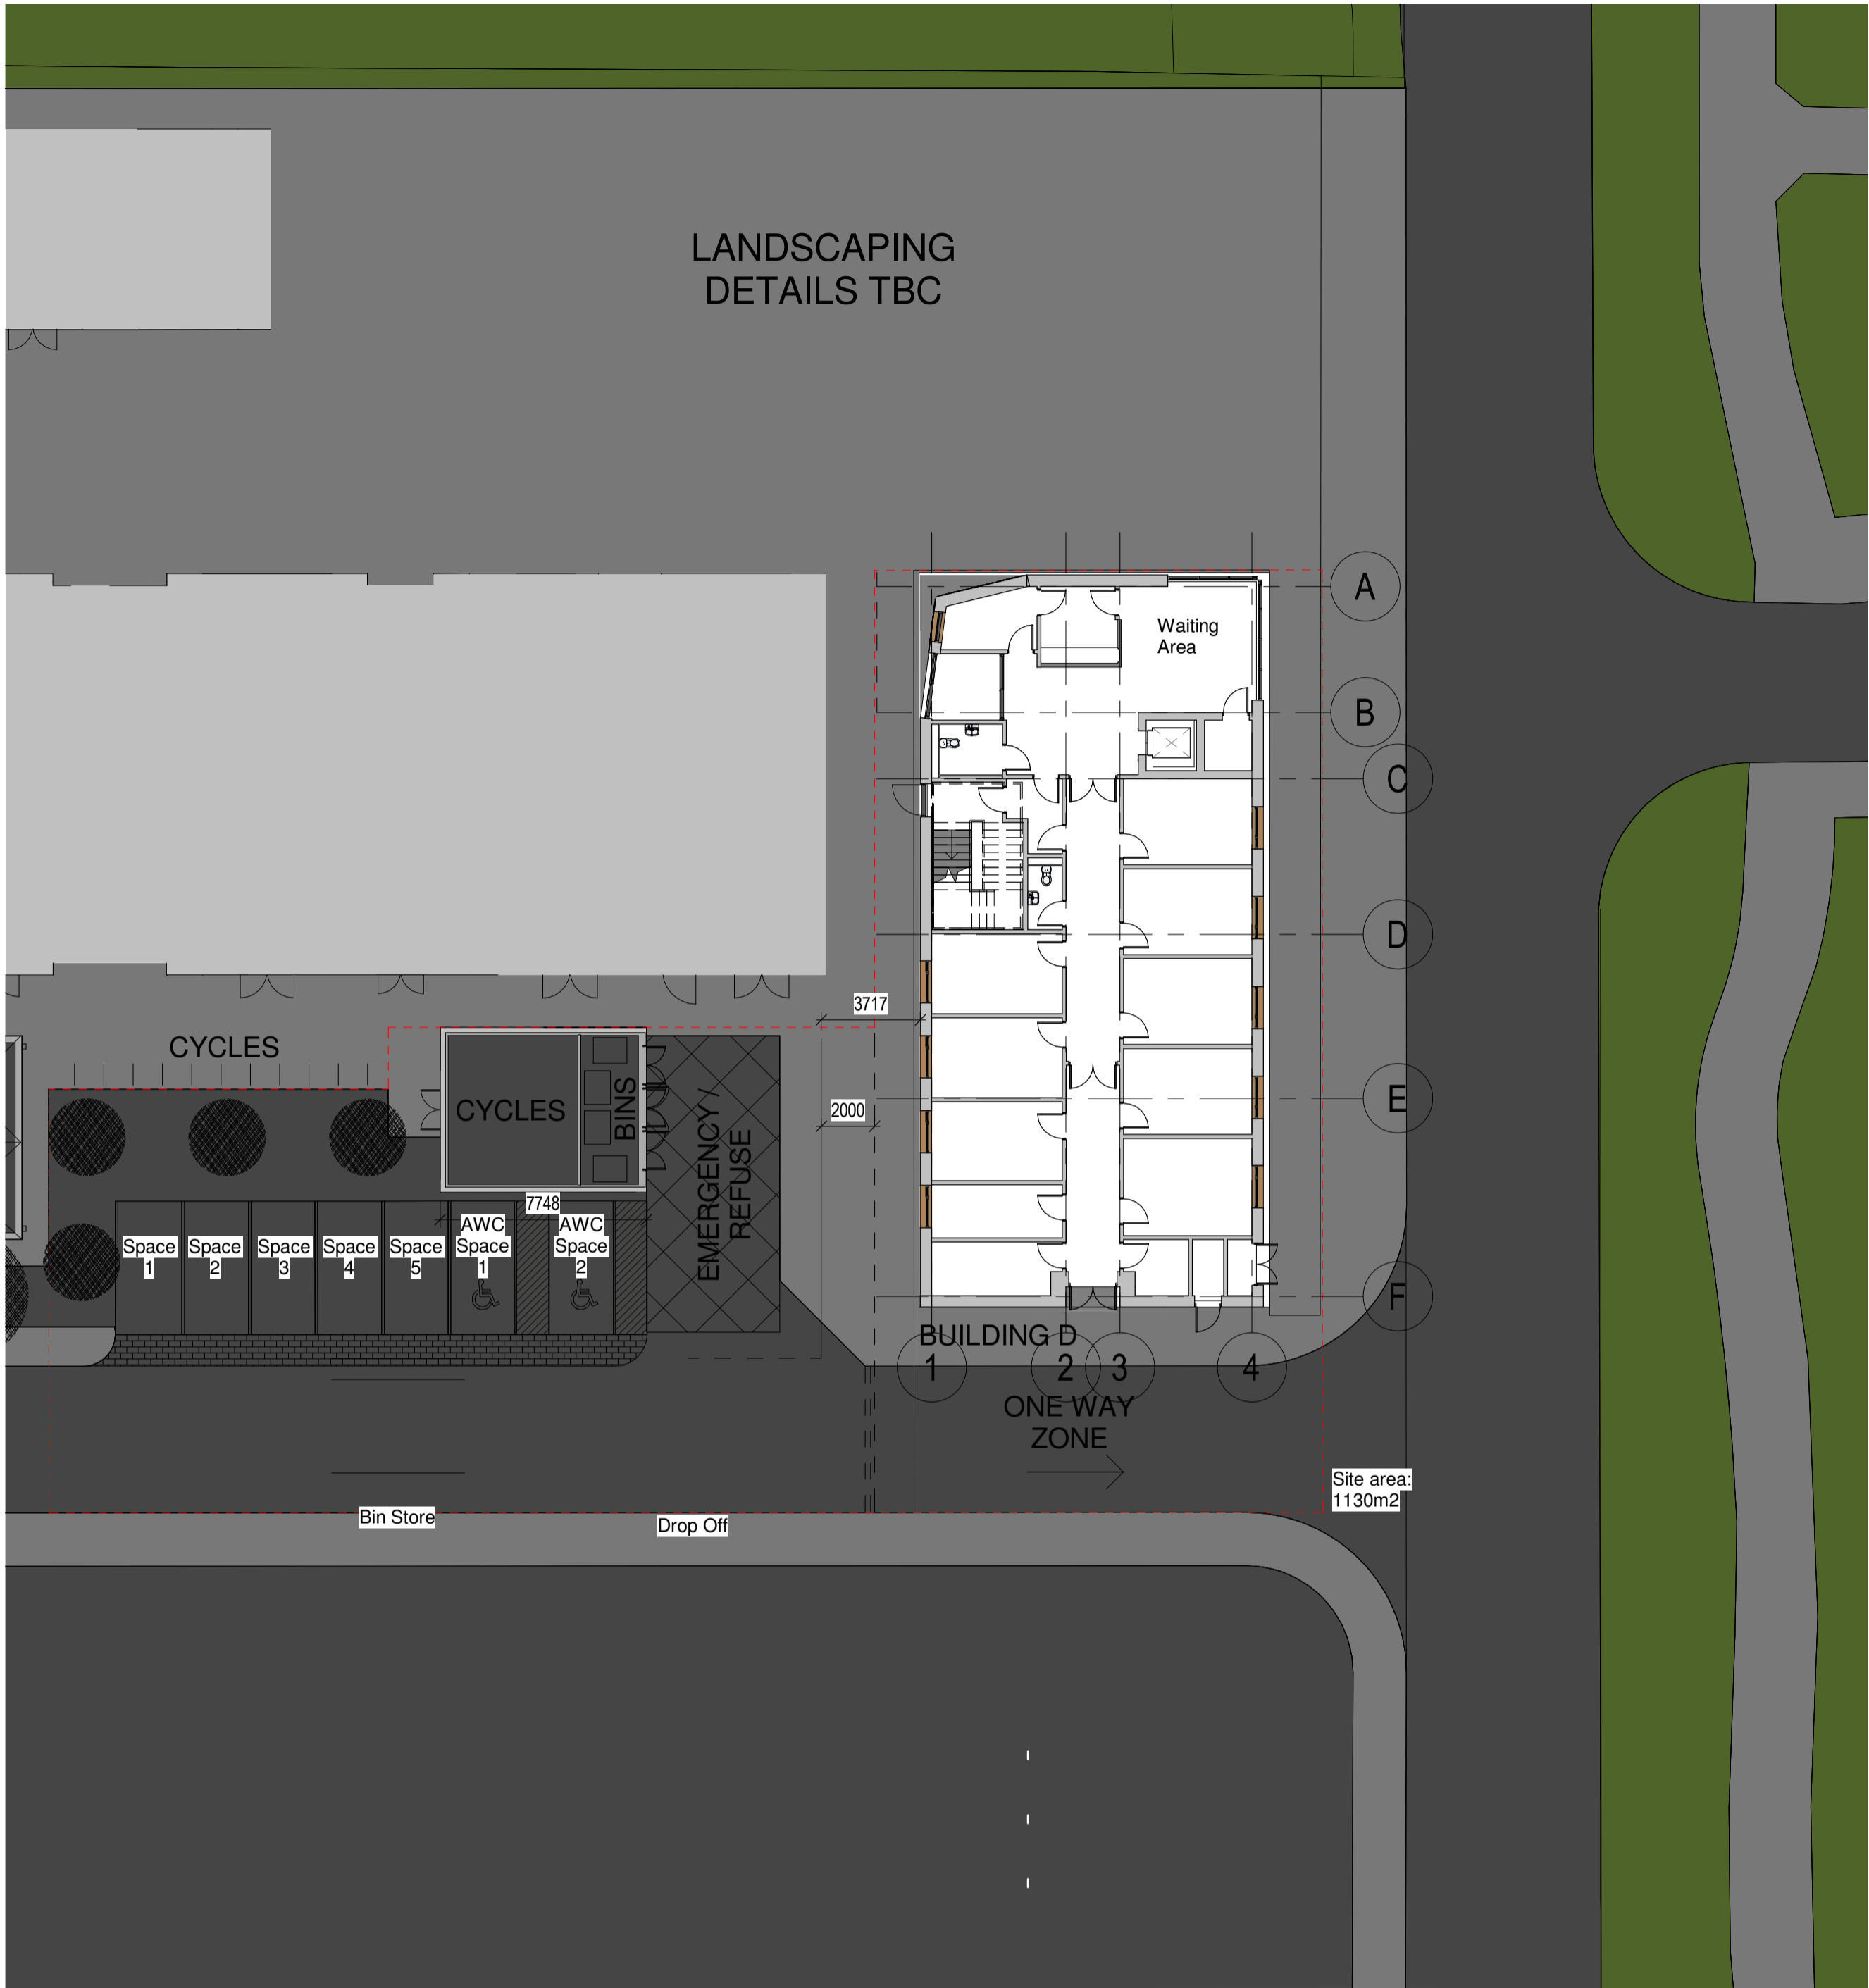 LANDSCAPING
DETAILS TBC
A
Waiting
Area
B
C
D
3717
CYCLES
E
CYCLES
BINS
2000
EMERGENCY /
REFUSE
7748
AWC
Space
1
AWC
Space
2
Space
1
Space
2
Space
3
Space
4
Space
5
F
BUILDING D
1
2
3
4
ONE WAY
ZONE
Site area:
1130m2
Bin Store
Drop Off